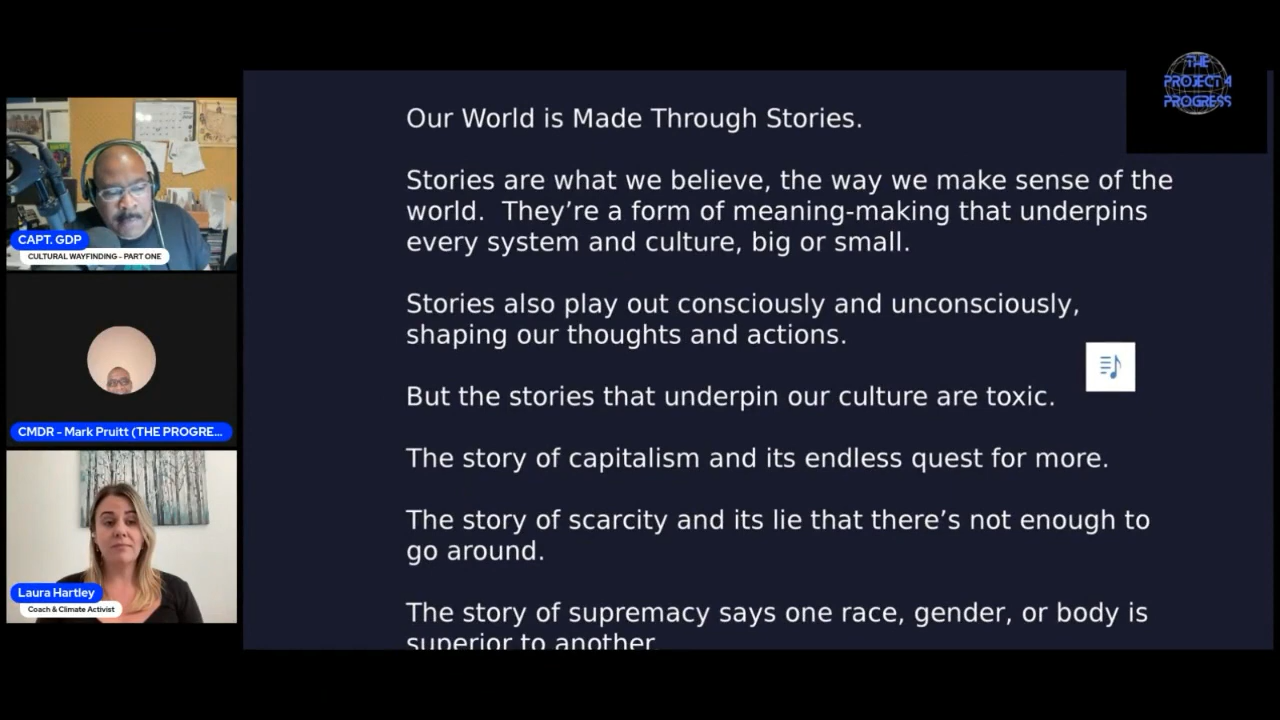 THE
PROJECT 4
PROGRESS
Our World is Made Through Stories.
Stories are what we believe, the way we make sense of the
world.  They’re a form of meaning-making that underpins
every system and culture, big or small.
Stories also play out consciously and unconsciously,
shaping our thoughts and actions.
But the stories that underpin our culture are toxic.
The story of capitalism and its endless quest for more.
The story of scarcity and its lie that there’s not enough to
go around.
The story of supremacy says one race, gender, or body is
superior to another.
CAPT. GDP
CULTURAL WAYFINDING - PART ONE
CMDR - Mark Pruitt (THE PROGRE...
Laura Hartley
Coach & Climate Activist